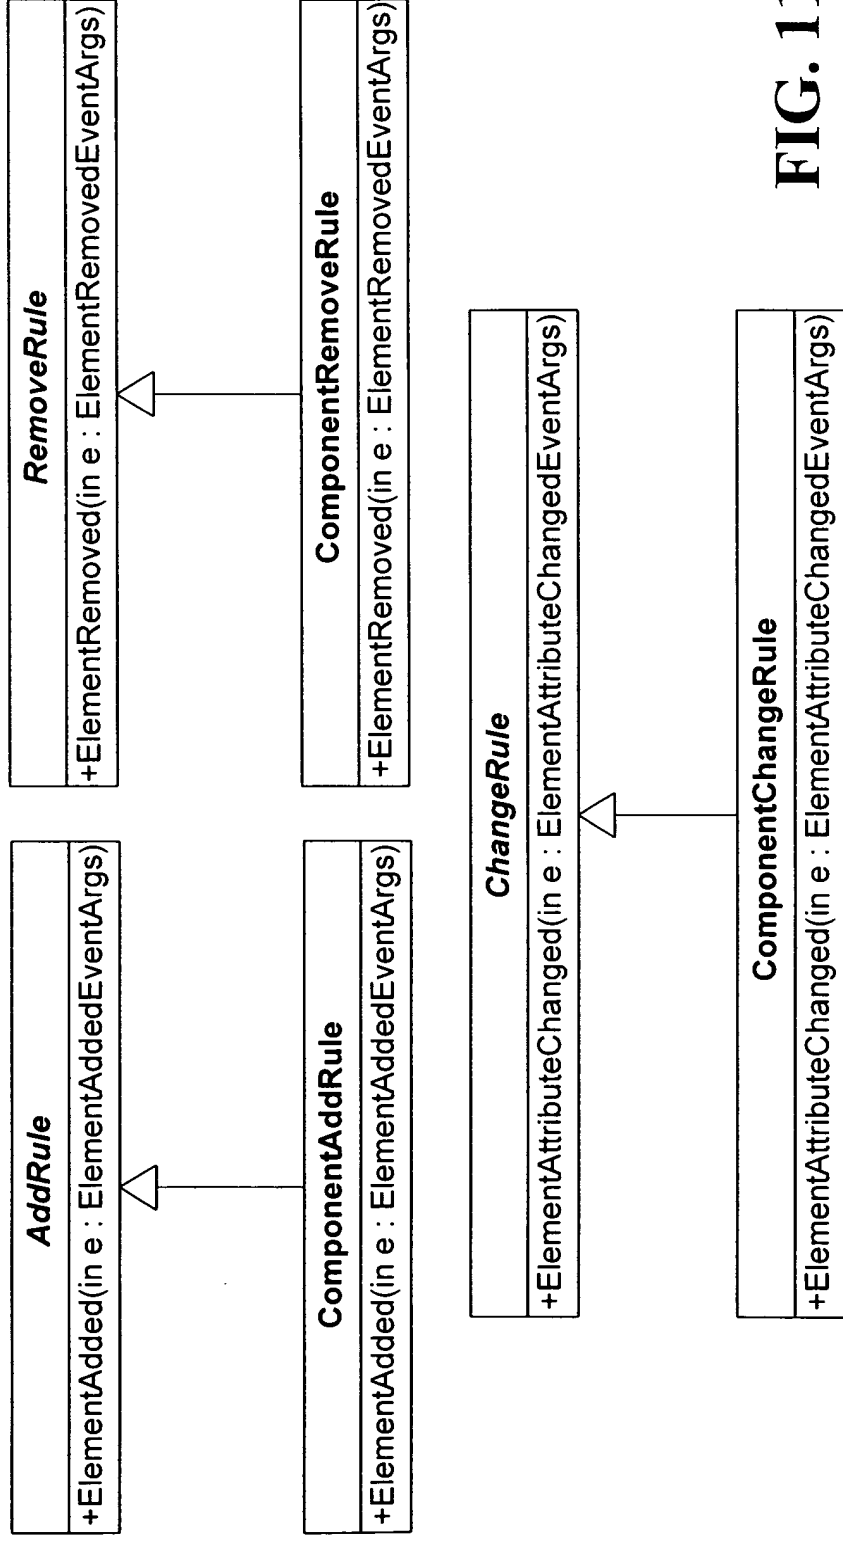 AddRule
+ElementAdded(in e : ElementAddedEventArgs)
ComponentAddRule
+ElementAdded(in e : ElementAddedEventArgs)
RemoveRule
+ElementRemoved(in e : ElementRemovedEventArgs)
ComponentRemoveRule
+ElementRemoved(in e : ElementRemovedEventArgs)
ChangeRule
+ElementAttributeChanged(in e : ElementAttributeChangedEventArgs)
ComponentChangeRule
+ElementAttributeChanged(in e : ElementAttributeChangedEventArgs)
FIG. 11